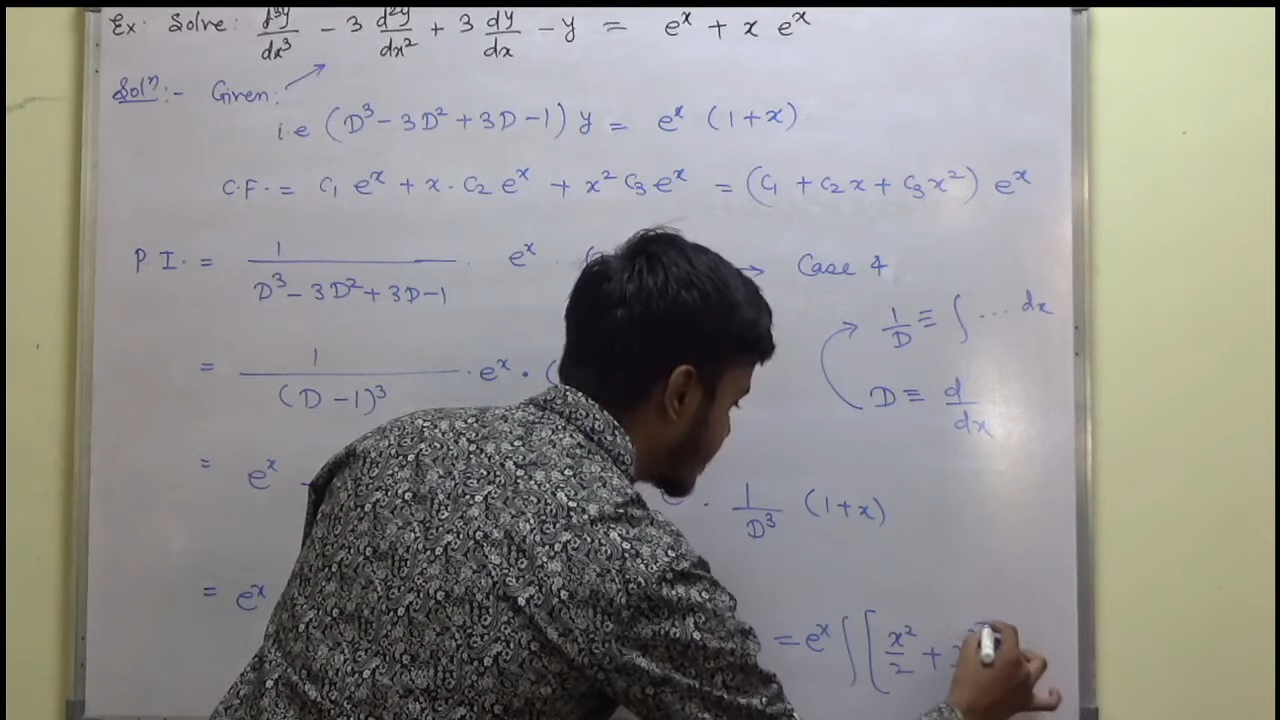 Ex: Solve: d³y/dx³ - 3 d²y/dx² + 3 dy/dx - y = eˣ + x eˣ
Solⁿ:- Given:
i.e (D³ - 3D² + 3D - 1) y = eˣ (1+x)
C.F. = C₁ eˣ + x. C₂ eˣ + x² C₃ eˣ = (C₁ + C₂x + C₃x²) eˣ
P.I. = 1/(D³ - 3D² + 3D - 1) . eˣ . ( → Case 4
1/D ≡ ∫ ... dx
= 1/(D - 1)³ . eˣ . (
D ≡ d/dx
= eˣ . 1/D³ (1+x)
= eˣ
= eˣ ∫ [ x²/2 +